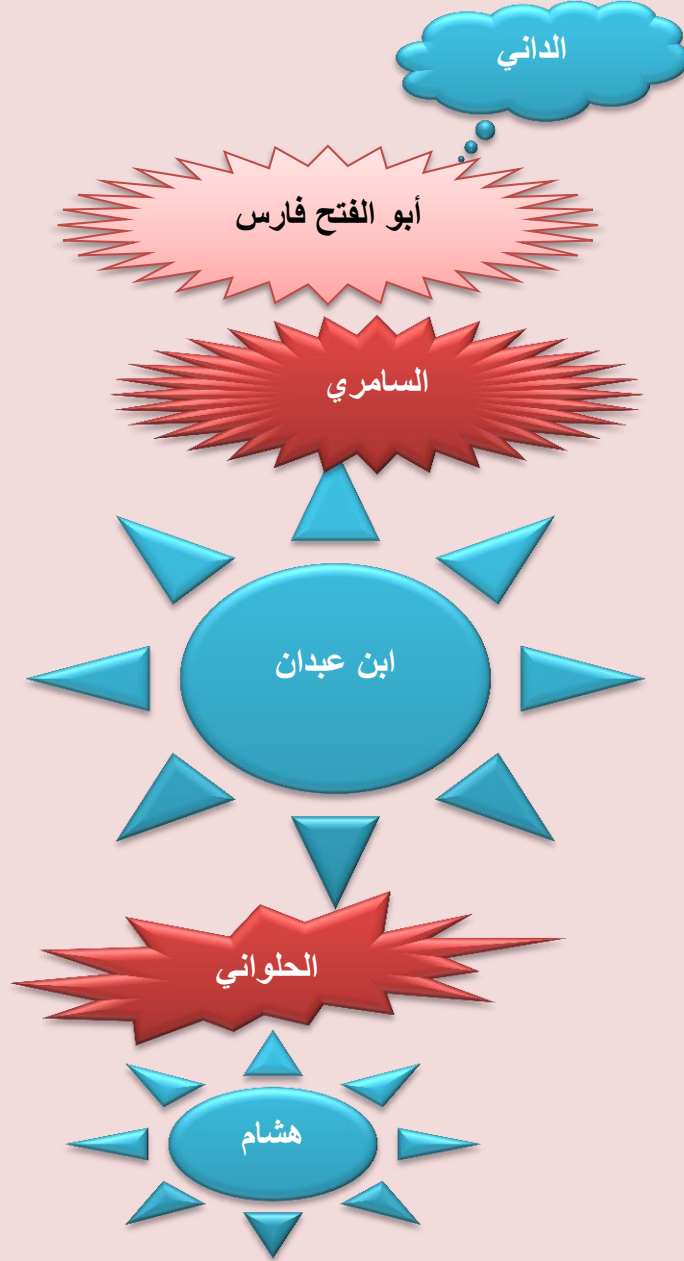 الداني
أبو الفتح فارس
السامري
ابن عبدان
الحلواني
هشام